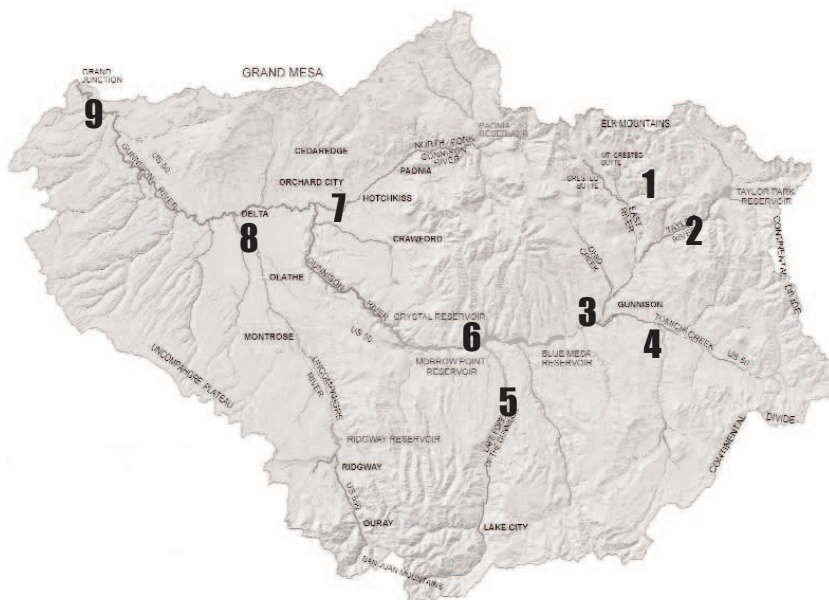 GRAND MESA
GRAND
JUNCTION
9
US 50
GUNNISON RIVER
CEDAREDGE
ORCHARD CITY
NORTH FORK
GUNNISON
RIVER
PAONIA
RESERVOIR
PAONIA
HOTCHKISS
7
DELTA
8
CRAWFORD
OLATHE
GUNNISON
RIVER
ELK MOUNTAINS
MT. CRESTED
BUTTE
CRESTED
BUTTE
1
EAST
RIVER
TAYLOR
RIVER
2
TAYLOR PARK
RESERVOIR
CONTINENTAL DIVIDE
OHIO
CREEK
3
GUNNISON
TOMICHI CREEK
US 50
4
CRYSTAL RESERVOIR
US 50
6
MORROW POINT
RESERVOIR
BLUE MESA
RESERVOIR
MONTROSE
UNCOMPAHGRE PLATEAU
UNCOMPAHGRE
RIVER
5
LAKE FORK
OF THE GUNNISON
CONTINENTAL
DIVIDE
RIDGWAY RESERVOIR
RIDGWAY
US 550
OURAY
LAKE CITY
SAN JUAN MOUNTAINS